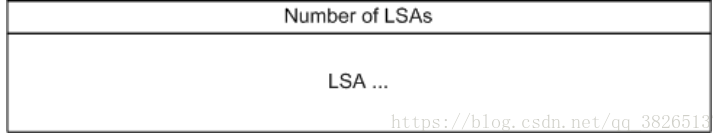 Number of LSAs
LSA ...
https://blog.csdn.net/qq_3826513